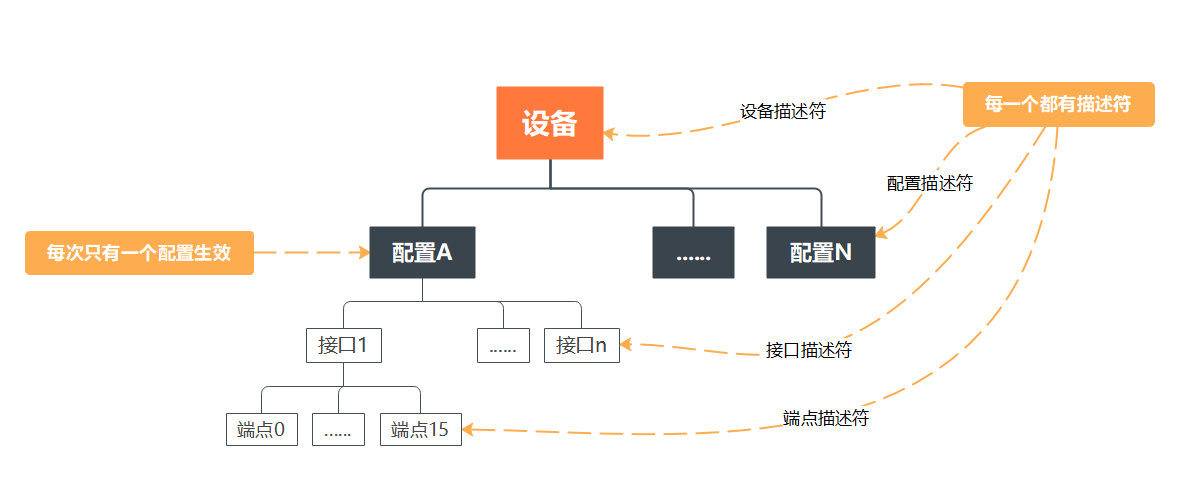 每一个都有描述符
设备描述符
设备
配置描述符
每次只有一个配置生效
配置A
......
配置N
接口1
......
接口n
接口描述符
端点0
......
端点15
端点描述符